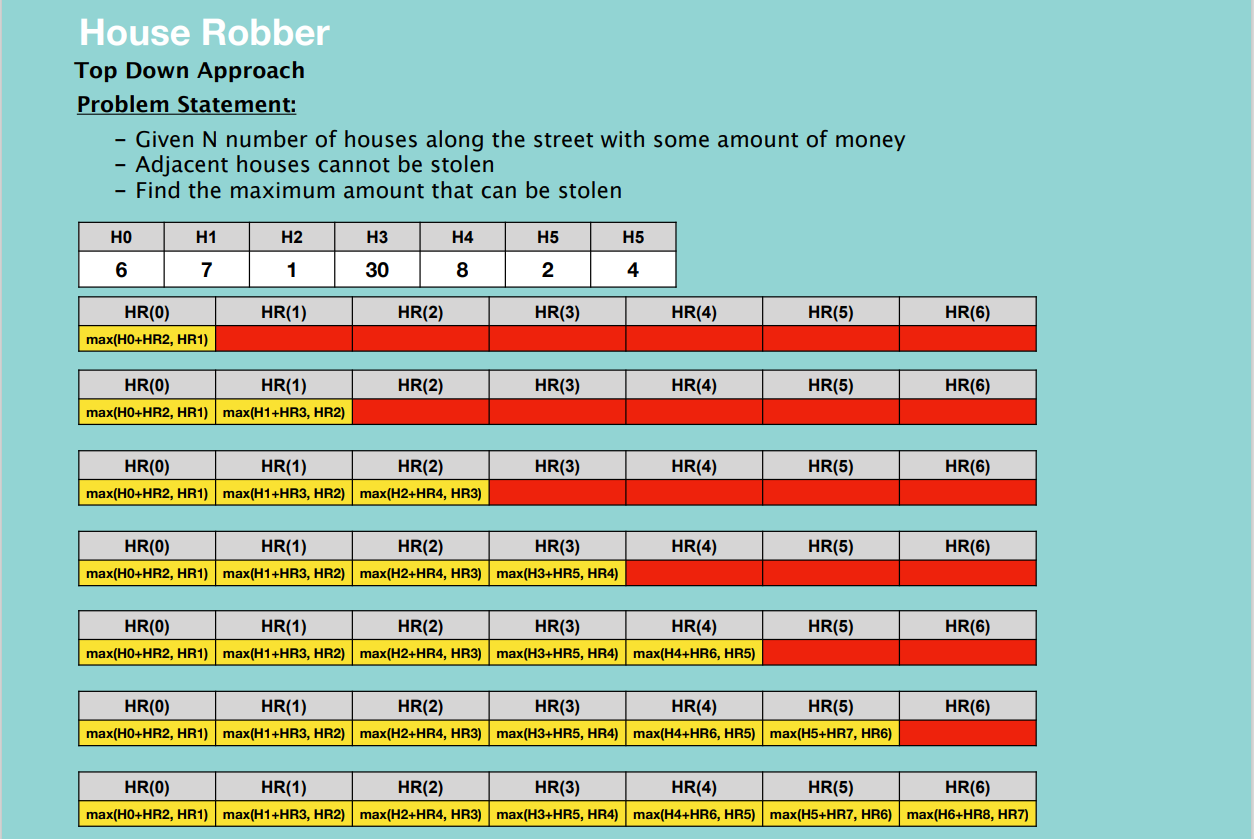 House Robber
Top Down Approach
Problem Statement:
– Given N number of houses along the street with some amount of money
– Adjacent houses cannot be stolen
– Find the maximum amount that can be stolen
H0 H1 H2 H3 H4 H5 H5
6 7 1 30 8 2 4
HR(0) HR(1) HR(2) HR(3) HR(4) HR(5) HR(6)
max(H0+HR2, HR1)
HR(0) HR(1) HR(2) HR(3) HR(4) HR(5) HR(6)
max(H0+HR2, HR1) max(H1+HR3, HR2)
HR(0) HR(1) HR(2) HR(3) HR(4) HR(5) HR(6)
max(H0+HR2, HR1) max(H1+HR3, HR2) max(H2+HR4, HR3)
HR(0) HR(1) HR(2) HR(3) HR(4) HR(5) HR(6)
max(H0+HR2, HR1) max(H1+HR3, HR2) max(H2+HR4, HR3) max(H3+HR5, HR4)
HR(0) HR(1) HR(2) HR(3) HR(4) HR(5) HR(6)
max(H0+HR2, HR1) max(H1+HR3, HR2) max(H2+HR4, HR3) max(H3+HR5, HR4) max(H4+HR6, HR5)
HR(0) HR(1) HR(2) HR(3) HR(4) HR(5) HR(6)
max(H0+HR2, HR1) max(H1+HR3, HR2) max(H2+HR4, HR3) max(H3+HR5, HR4) max(H4+HR6, HR5) max(H5+HR7, HR6)
HR(0) HR(1) HR(2) HR(3) HR(4) HR(5) HR(6)
max(H0+HR2, HR1) max(H1+HR3, HR2) max(H2+HR4, HR3) max(H3+HR5, HR4) max(H4+HR6, HR5) max(H5+HR7, HR6) max(H6+HR8, HR7)